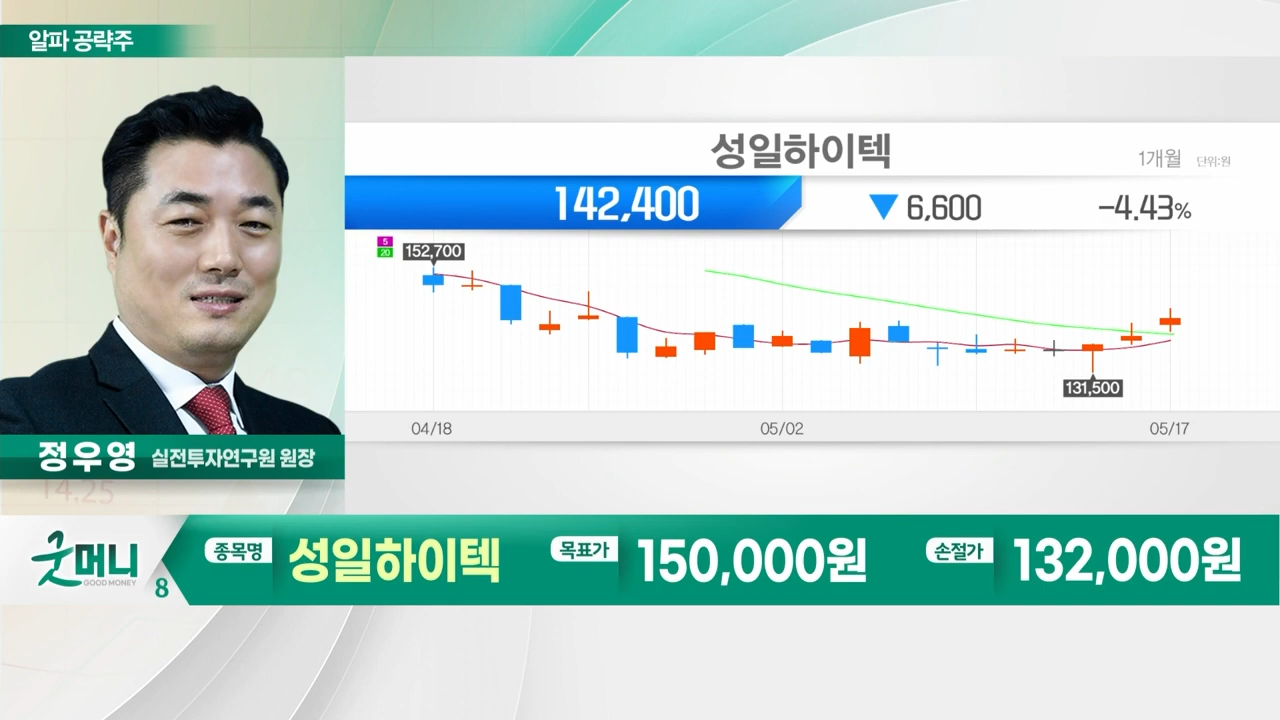 알파 공략주
성일하이텍
1개월 단위:원
142,400 ▼ 6,600 -4.43%
5
20
152,700
131,500
04/18 05/02 05/17
정우영 실전투자연구원 원장
14.25
굿머니
GOOD MONEY
8
종목명 성일하이텍 목표가 150,000원 손절가 132,000원